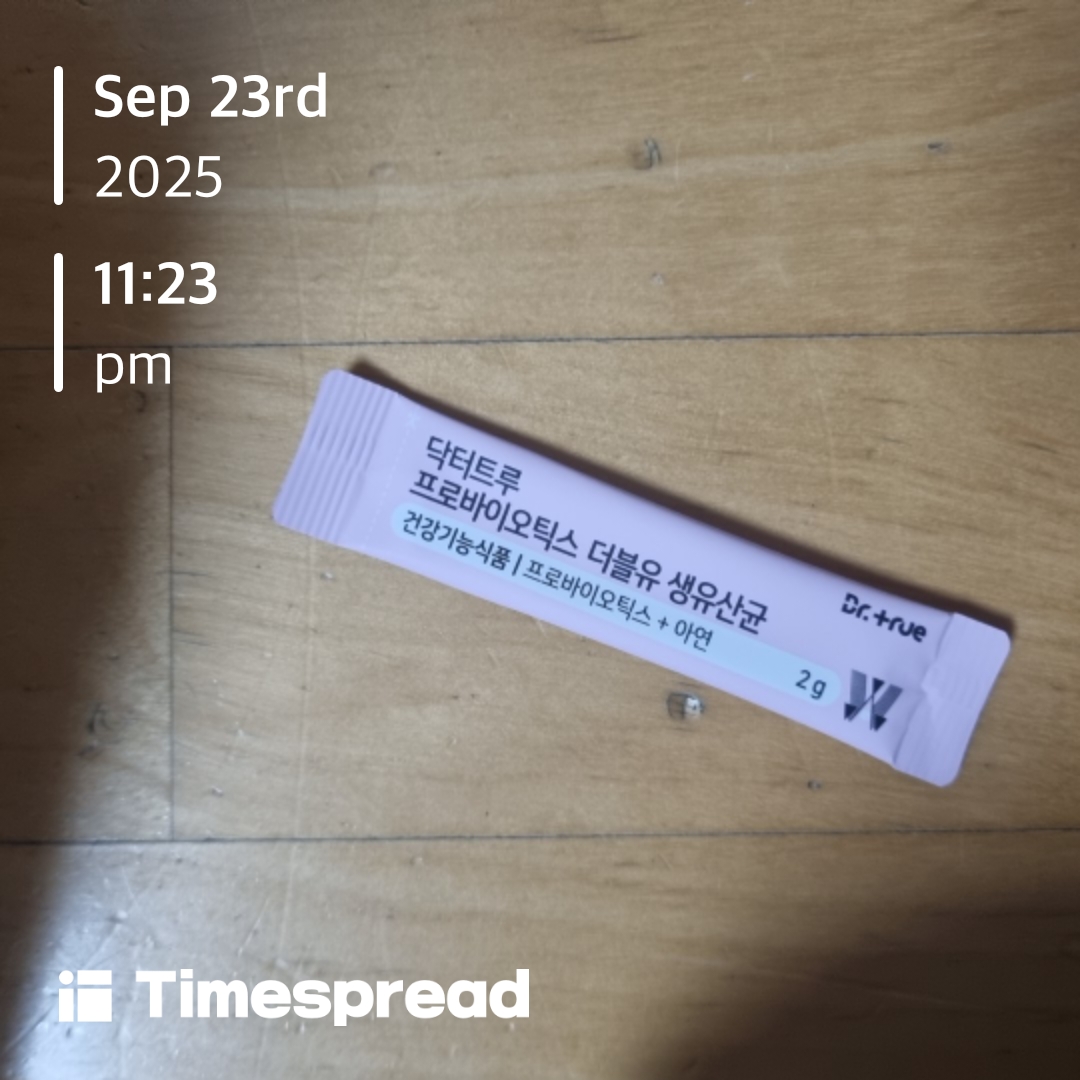 Sep 23rd
2025
11:23
pm
닥터트루
프로바이오틱스 더블유 생유산균
건강기능식품 | 프로바이오틱스 + 아연
2g
Dr.true
W
Timespread